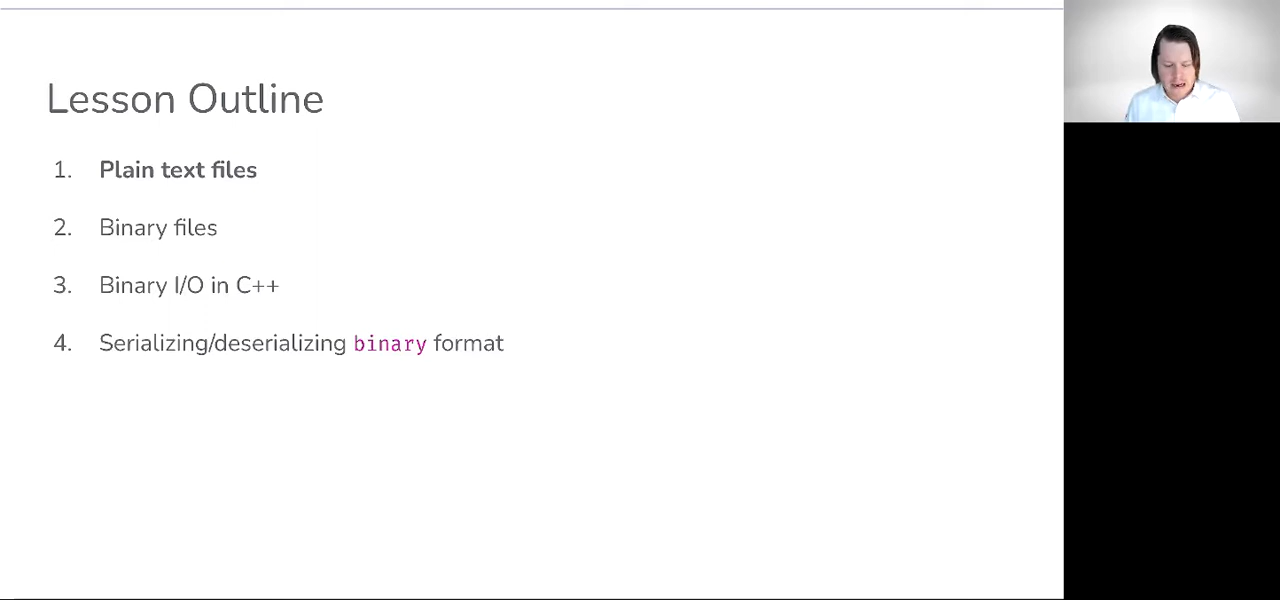 Lesson Outline
1. Plain text files
2. Binary files
3. Binary I/O in C++
4. Serializing/deserializing binary format